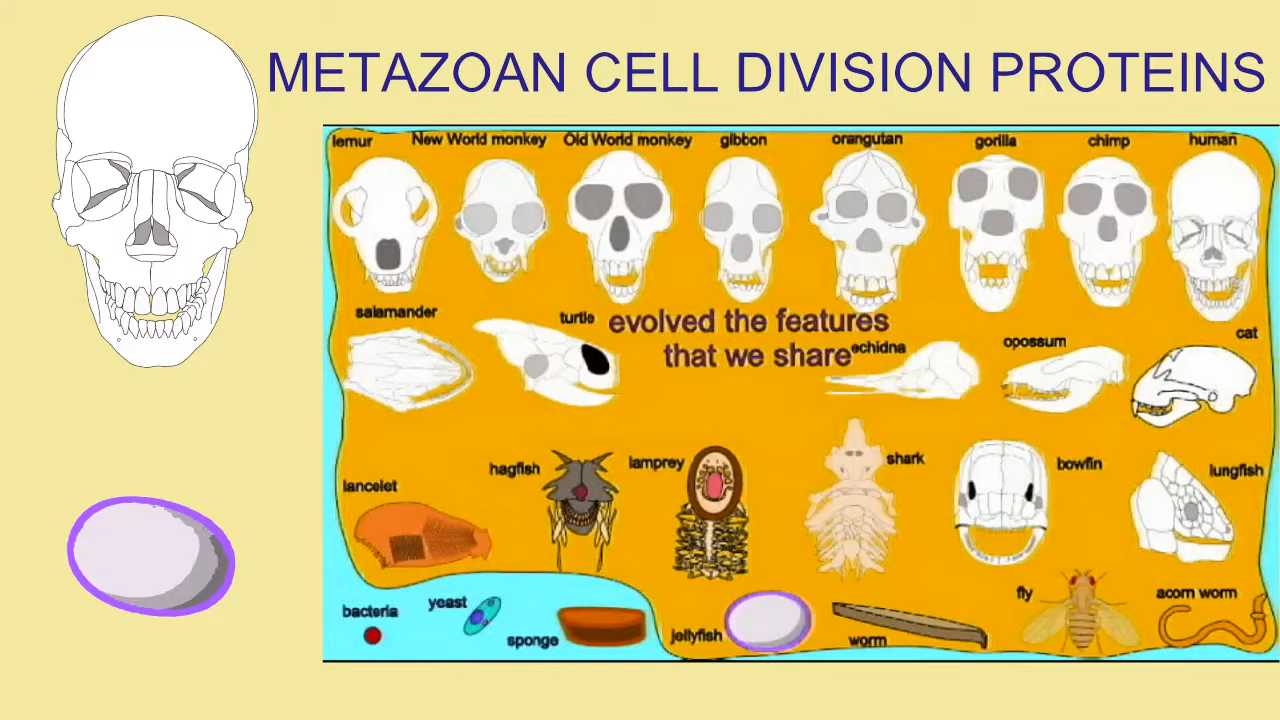 METAZOAN CELL DIVISION PROTEINS
lemur
New World monkey
Old World monkey
gibbon
orangutan
gorilla
chimp
human
salamander
turtle
evolved the features
that we share
echidna
opossum
cat
lancelet
hagfish
lamprey
shark
bowfin
lungfish
bacteria
yeast
sponge
jellyfish
worm
fly
acorn worm